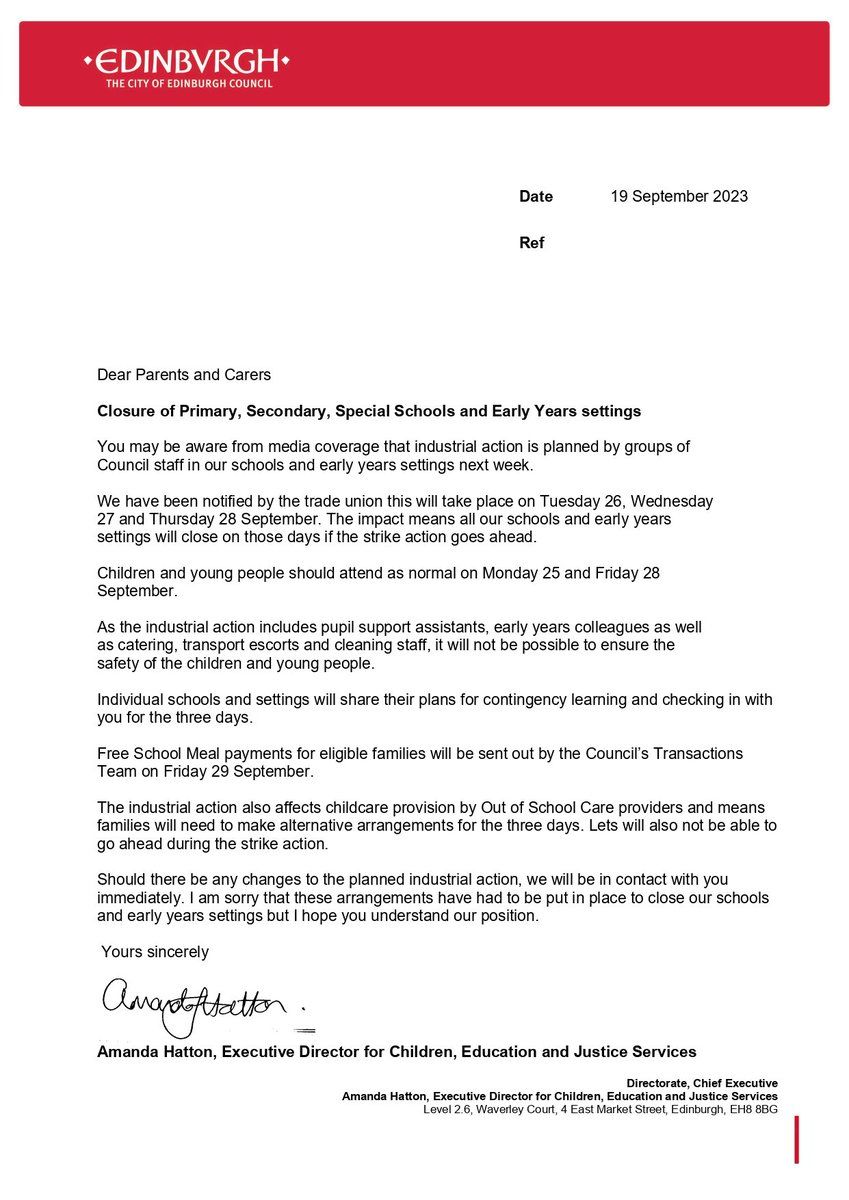 EDINBVRGH
THE CITY OF EDINBURGH COUNCIL
Date 19 September 2023
Ref
Dear Parents and Carers
Closure of Primary, Secondary, Special Schools and Early Years settings
You may be aware from media coverage that industrial action is planned by groups of
Council staff in our schools and early years settings next week.
We have been notified by the trade union this will take place on Tuesday 26, Wednesday
27 and Thursday 28 September. The impact means all our schools and early years
settings will close on those days if the strike action goes ahead.
Children and young people should attend as normal on Monday 25 and Friday 28
September.
As the industrial action includes pupil support assistants, early years colleagues as well
as catering, transport escorts and cleaning staff, it will not be possible to ensure the
safety of the children and young people.
Individual schools and settings will share their plans for contingency learning and checking in with
you for the three days.
Free School Meal payments for eligible families will be sent out by the Council’s Transactions
Team on Friday 29 September.
The industrial action also affects childcare provision by Out of School Care providers and means
families will need to make alternative arrangements for the three days. Lets will also not be able to
go ahead during the strike action.
Should there be any changes to the planned industrial action, we will be in contact with you
immediately. I am sorry that these arrangements have had to be put in place to close our schools
and early years settings but I hope you understand our position.
Yours sincerely
Amanda Hatton.
Amanda Hatton, Executive Director for Children, Education and Justice Services
Directorate, Chief Executive
Amanda Hatton, Executive Director for Children, Education and Justice Services
Level 2.6, Waverley Court, 4 East Market Street, Edinburgh, EH8 8BG